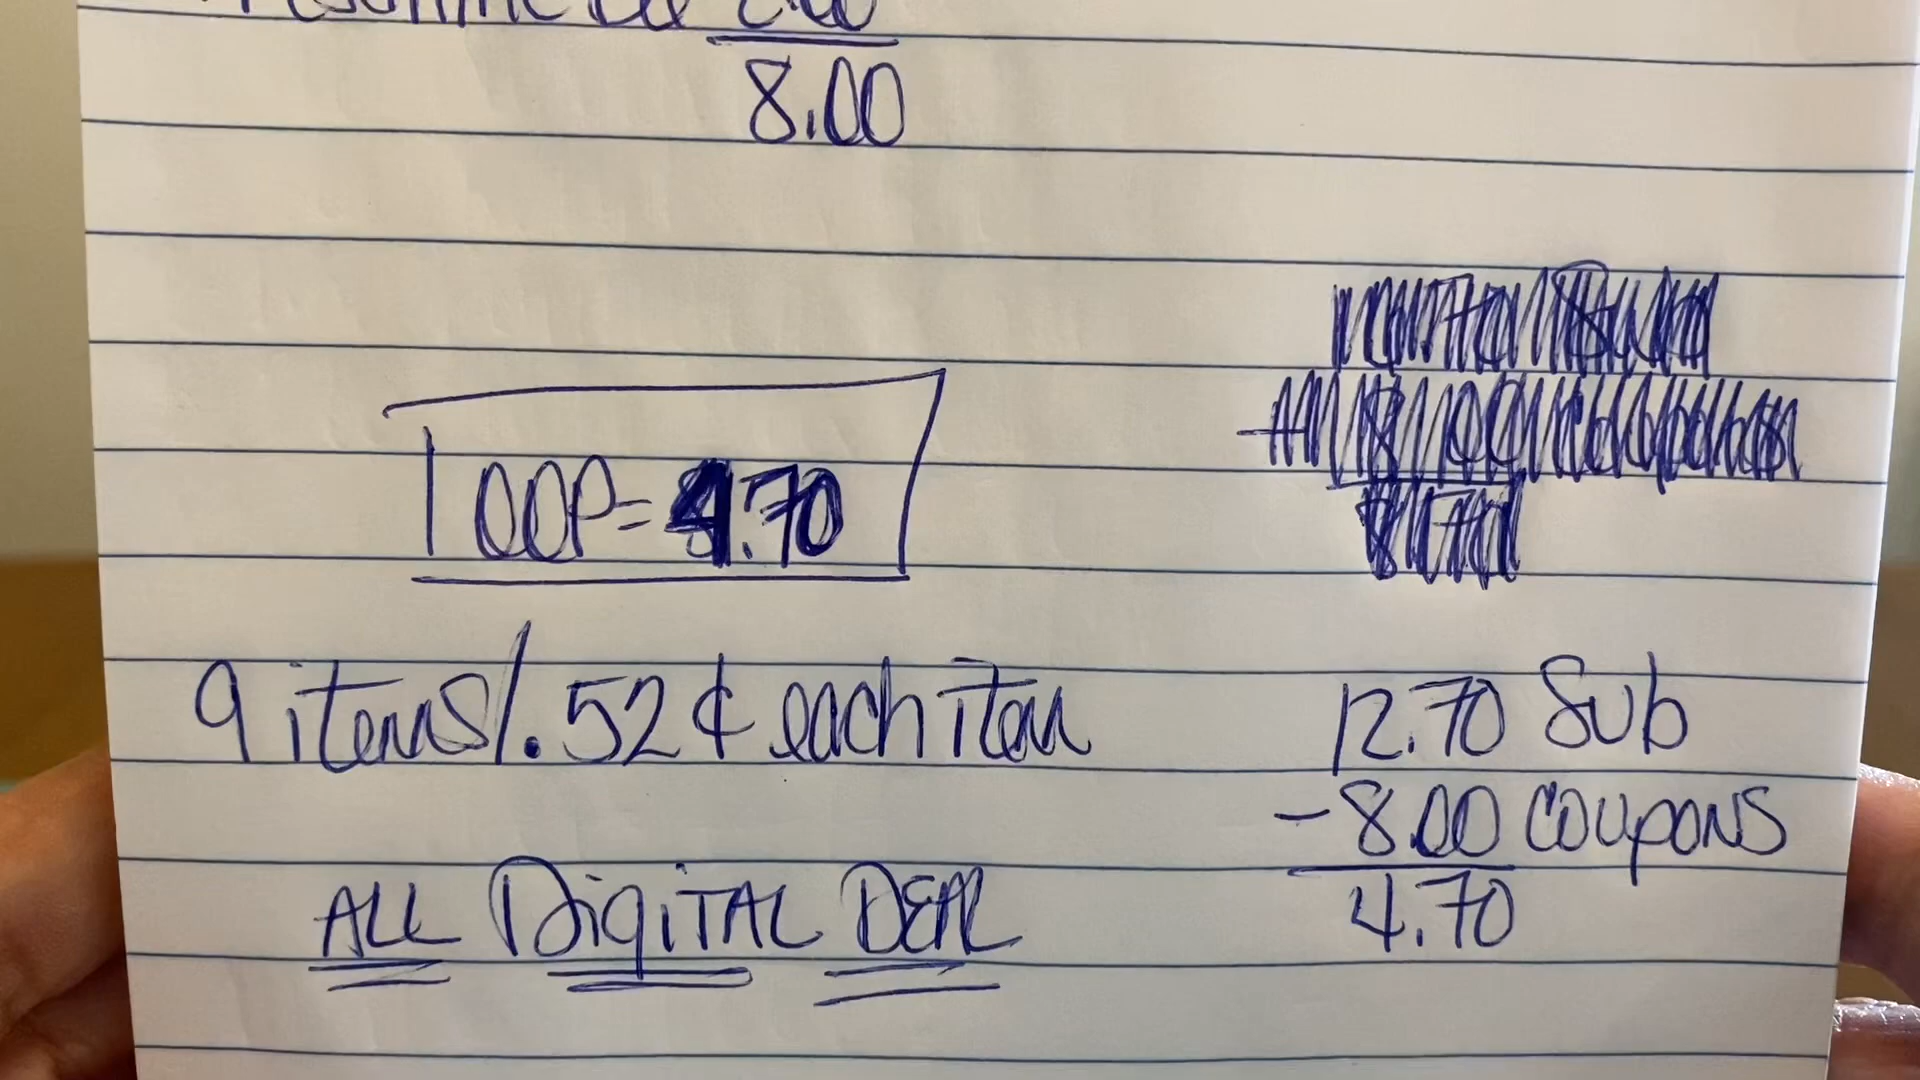 8.00
OOP= 4.70
9 items/.52¢ each item
ALL DigiTAL DEAL
12.70 Sub
-8.00 COUPONS
4.70